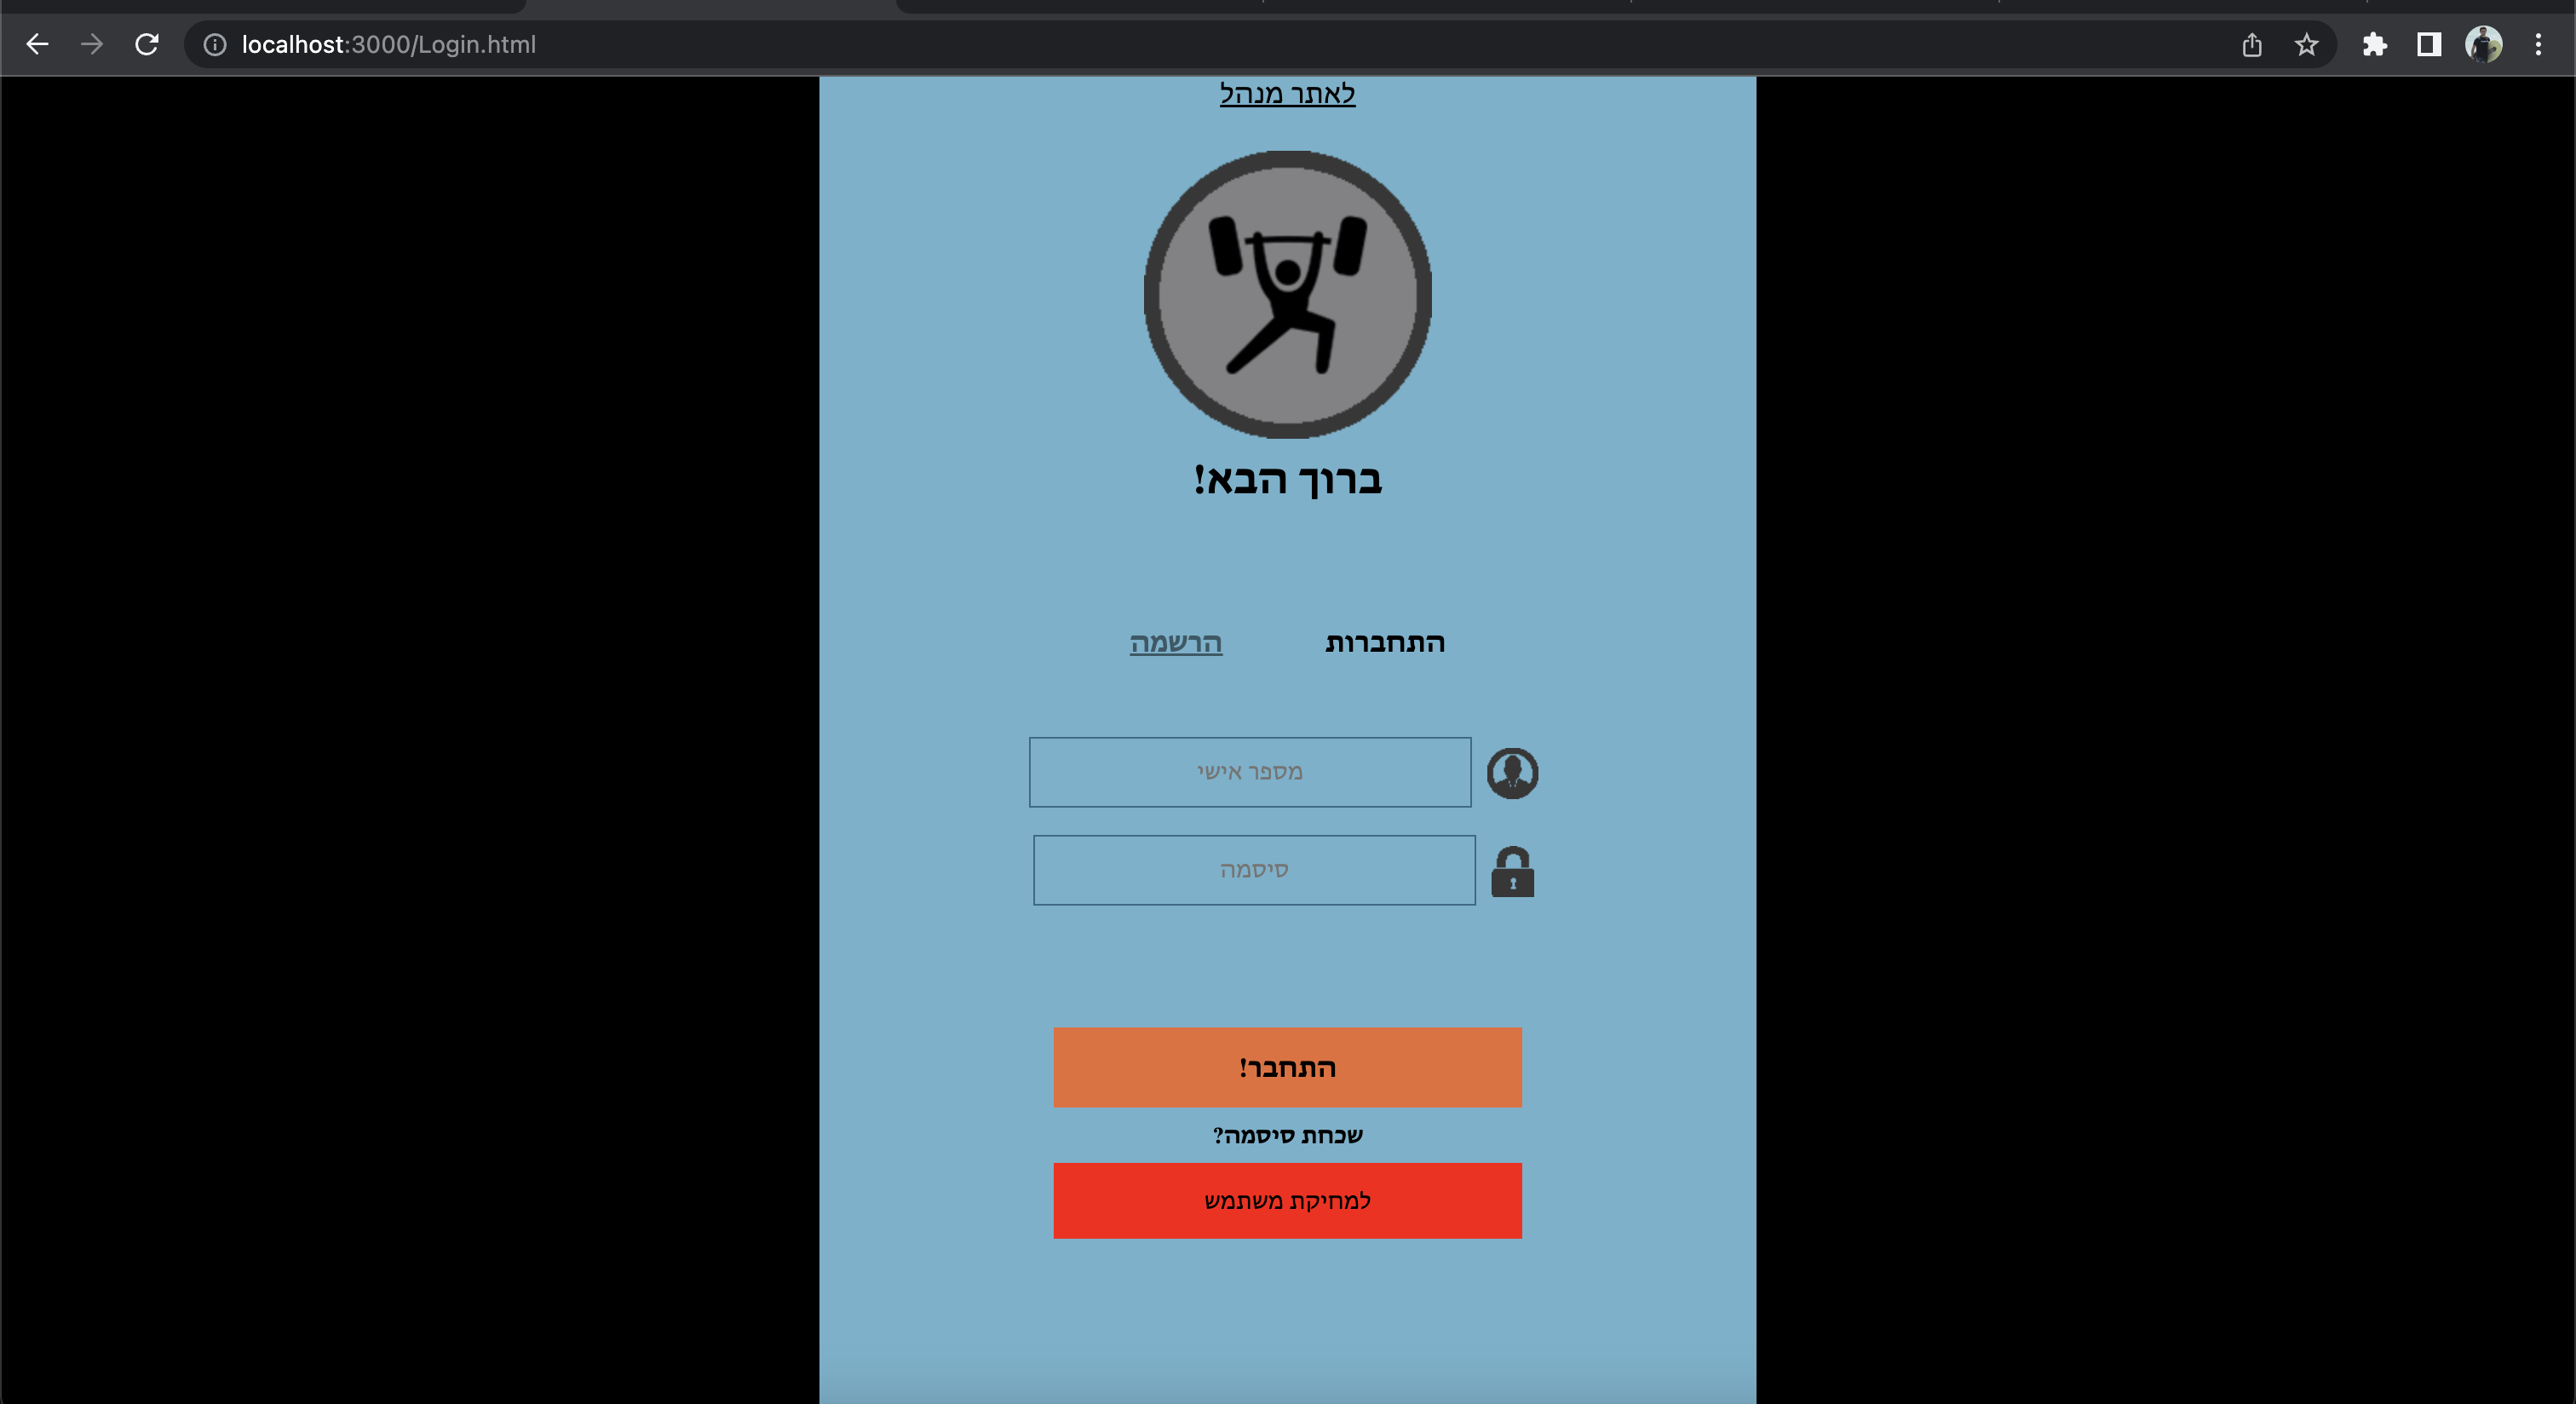 localhost:3000/Login.html
לאתר מנהל
ברוך הבא!
התחברות הרשמה
מספר אישי
סיסמה
התחבר!
שכחת סיסמה?
למחיקת משתמש